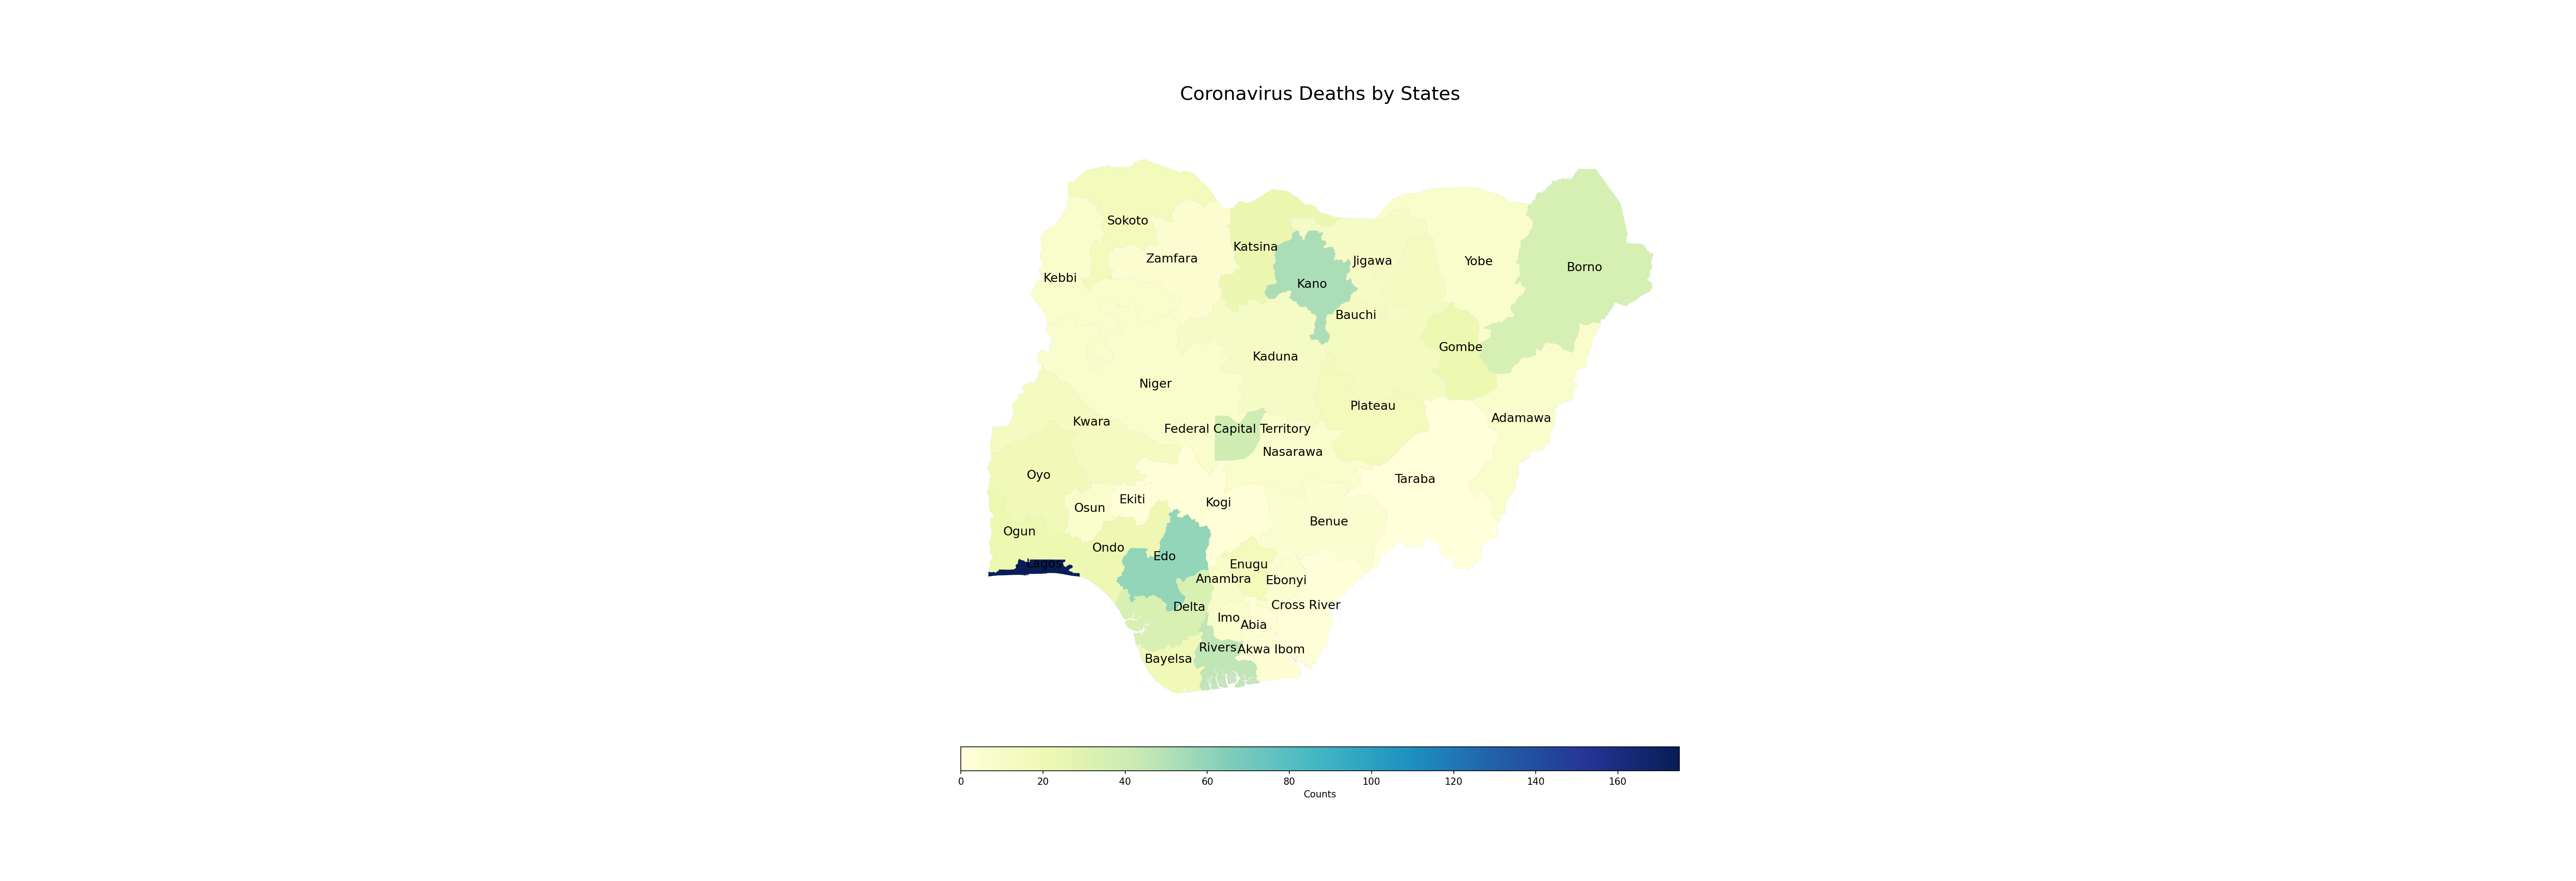 Coronavirus Deaths by States
Sokoto
Katsina
Zamfara
Jigawa
Yobe
Borno
Kebbi
Kano
Bauchi
Gombe
Kaduna
Niger
Plateau
Adamawa
Kwara
Federal Capital Territory
Nasarawa
Oyo
Taraba
Ekiti
Kogi
Osun
Benue
Ogun
Ondo
Edo
Lagos
Enugu
Anambra
Ebonyi
Delta
Cross River
Imo
Abia
Rivers
Akwa Ibom
Bayelsa
0 20 40 60 80 100 120 140 160
Counts